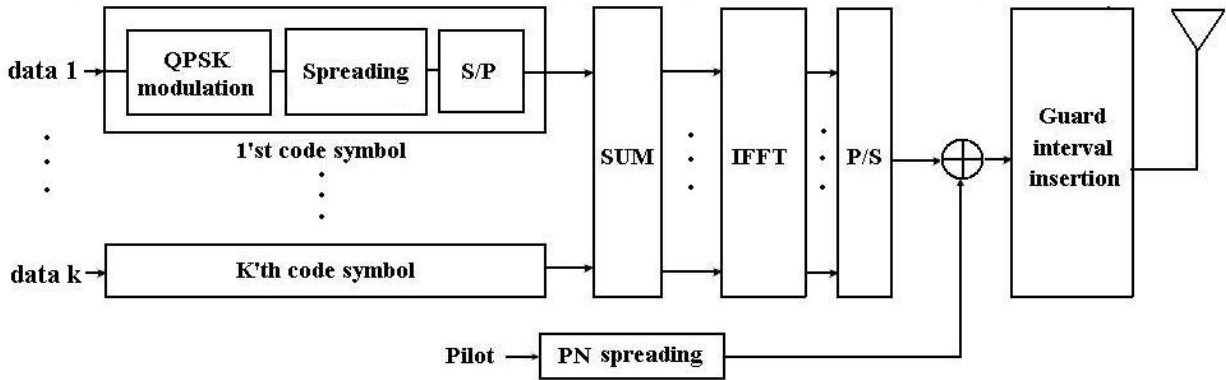 data 1
QPSK
modulation
Spreading
S/P
1'st code symbol
data k
K'th code symbol
SUM
IFFT
P/S
Guard
interval
insertion
Pilot
PN spreading